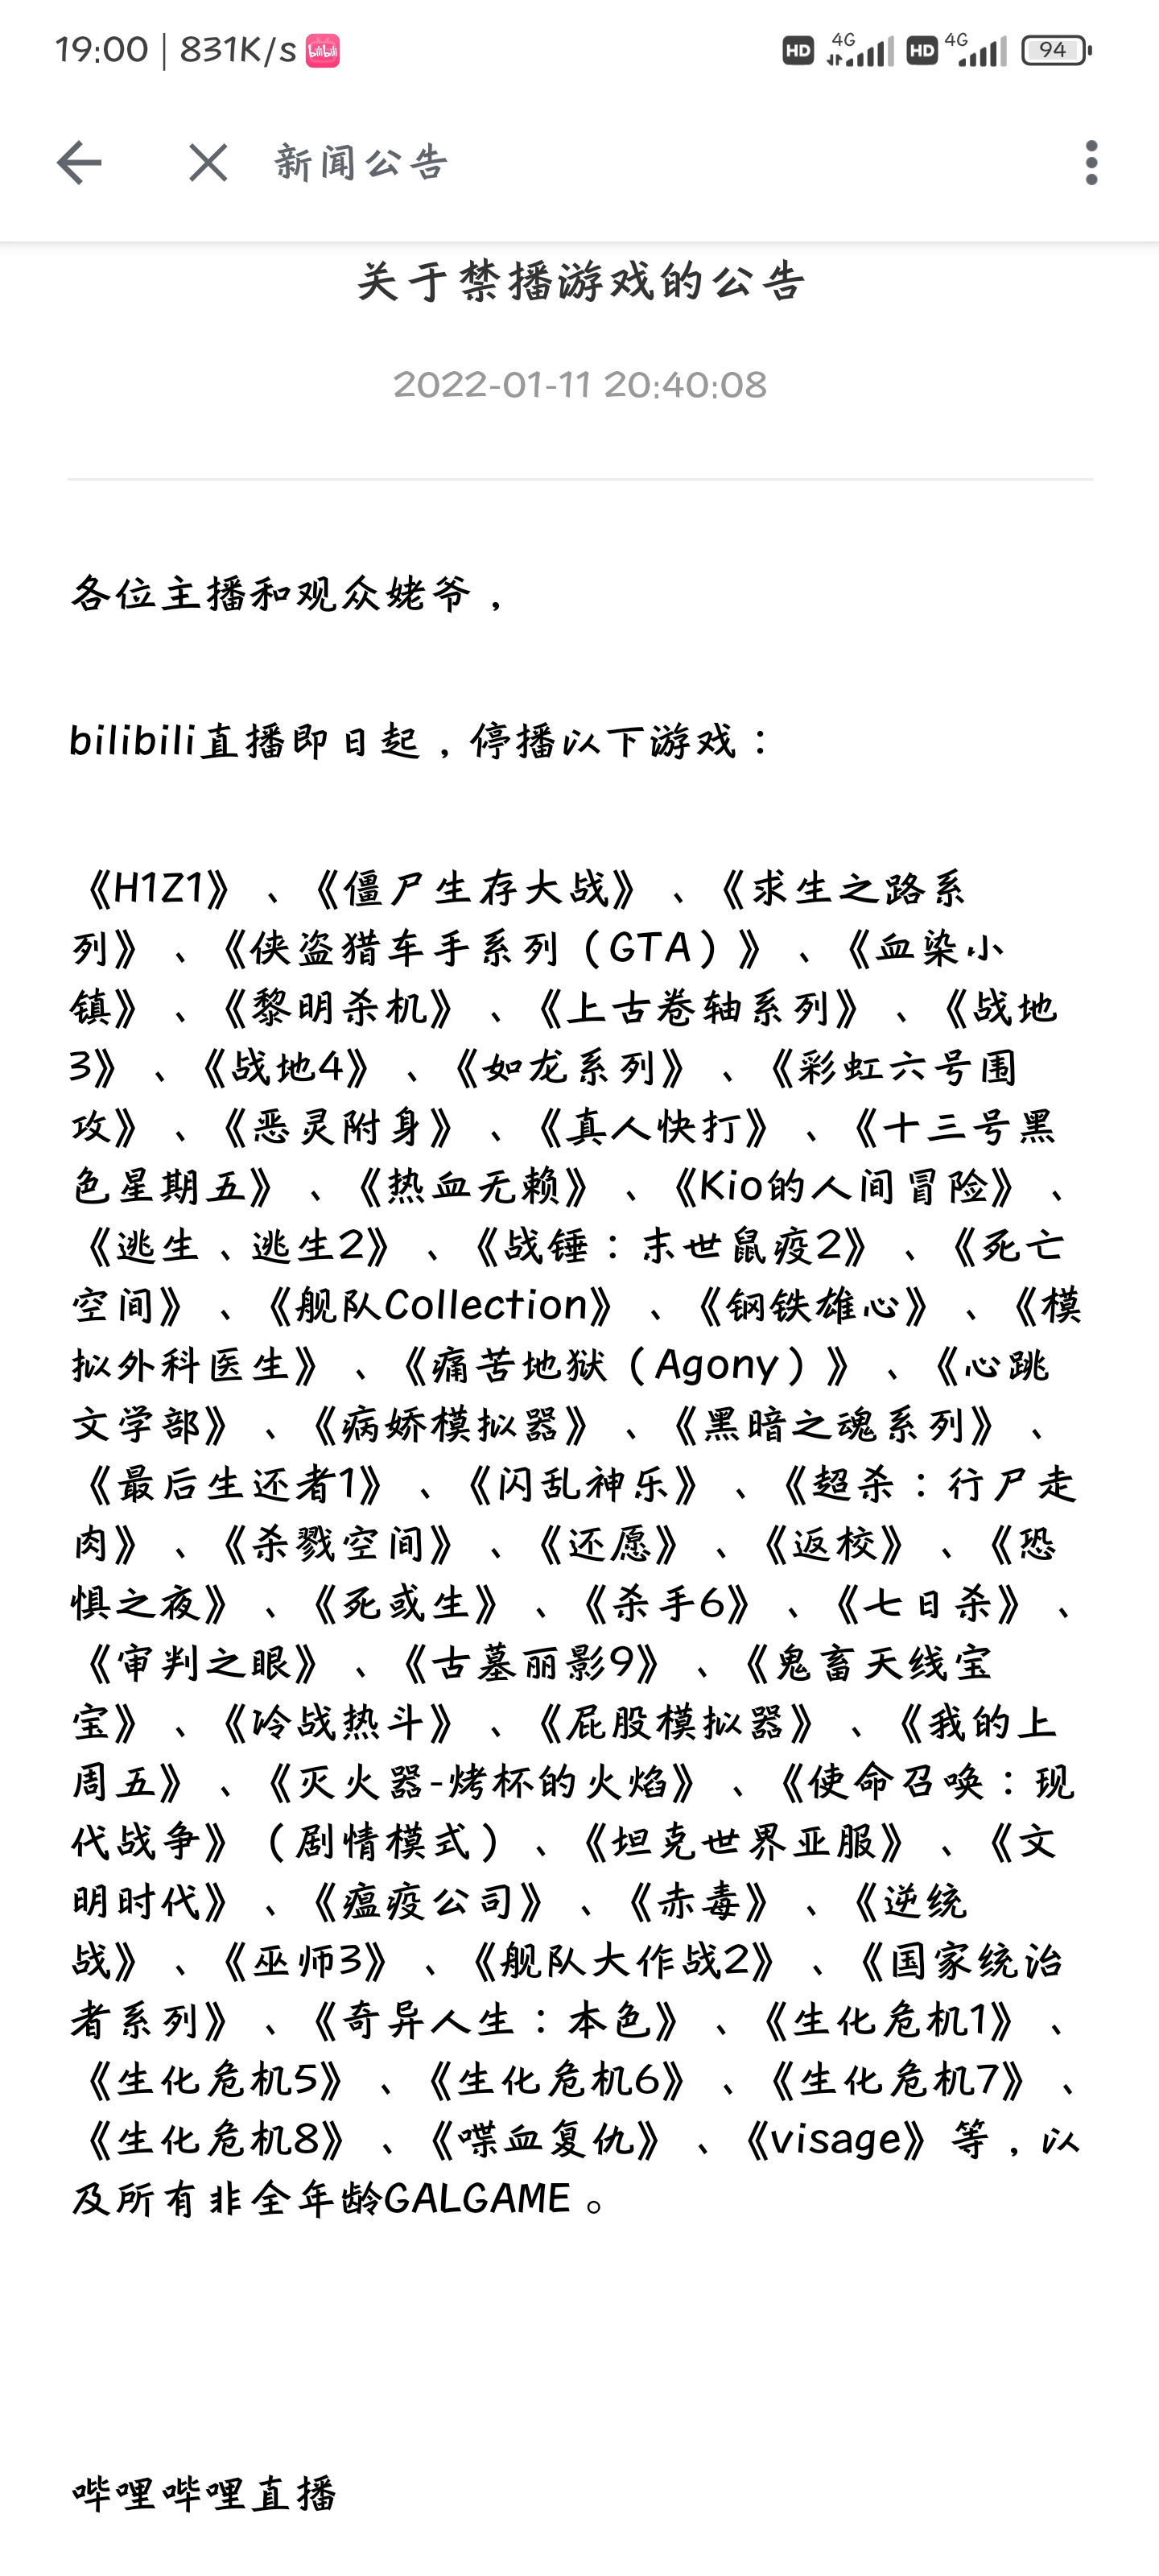 19:00 | 831K/s bilibili HD 4G HD 4G 94
新闻公告
关于禁播游戏的公告
2022-01-11 20:40:08
各位主播和观众姥爷，
bilibili直播即日起，停播以下游戏：
《H1Z1》、《僵尸生存大战》、《求生之路系
列》、《侠盗猎车手系列（GTA）》、《血染小
镇》、《黎明杀机》、《上古卷轴系列》、《战地
3》、《战地4》、《如龙系列》、《彩虹六号围
攻》、《恶灵附身》、《真人快打》、《十三号黑
色星期五》、《热血无赖》、《Kio的人间冒险》、
《逃生、逃生2》、《战锤：末世鼠疫2》、《死亡
空间》、《舰队Collection》、《钢铁雄心》、《模
拟外科医生》、《痛苦地狱（Agony）》、《心跳
文学部》、《病娇模拟器》、《黑暗之魂系列》、
《最后生还者1》、《闪乱神乐》、《超杀：行尸走
肉》、《杀戮空间》、《还愿》、《返校》、《恐
惧之夜》、《死或生》、《杀手6》、《七日杀》、
《审判之眼》、《古墓丽影9》、《鬼畜天线宝
宝》、《冷战热斗》、《屁股模拟器》、《我的上
周五》、《灭火器-烤杯的火焰》、《使命召唤：现
代战争》（剧情模式）、《坦克世界亚服》、《文
明时代》、《瘟疫公司》、《赤毒》、《逆统
战》、《巫师3》、《舰队大作战2》、《国家统治
者系列》、《奇异人生：本色》、《生化危机1》、
《生化危机5》、《生化危机6》、《生化危机7》、
《生化危机8》、《喋血复仇》、《visage》等，以
及所有非全年龄GALGAME。
哔哩哔哩直播